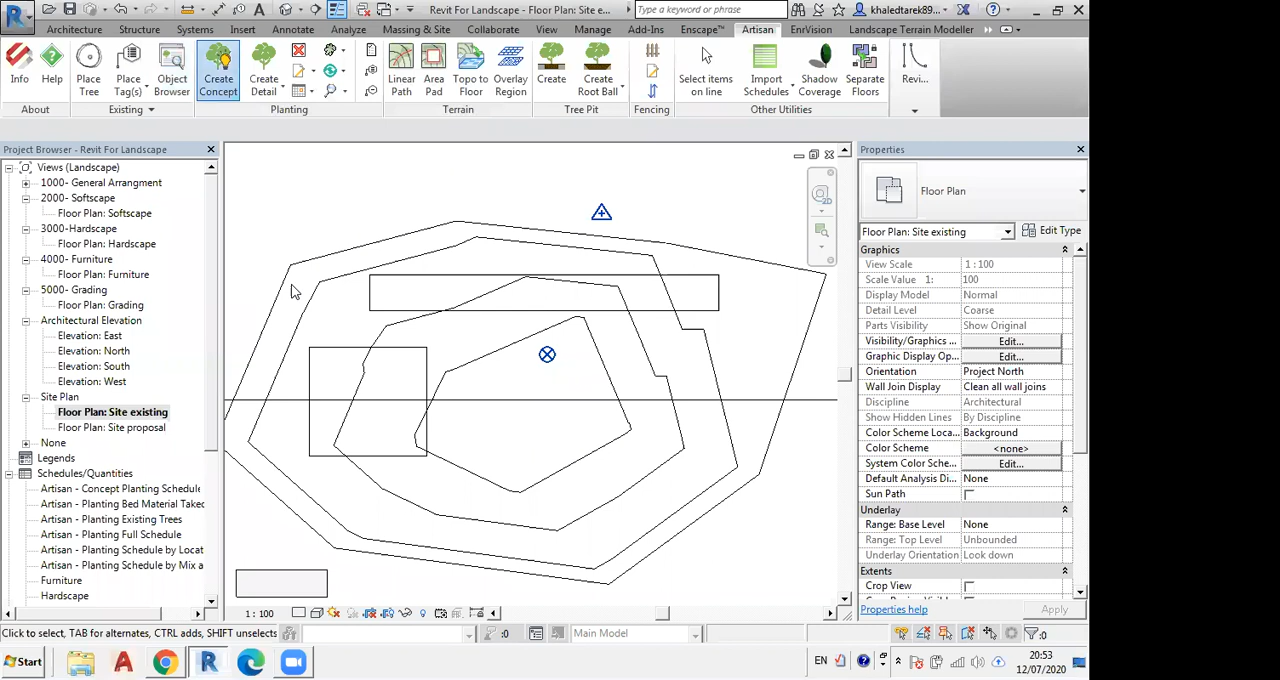 Revit For Landscape - Floor Plan: Site e...
Type a keyword or phrase
khaledtarek89...
Architecture Structure Systems Insert Annotate Analyze Massing & Site Collaborate View Manage Add-Ins Enscape™ Artisan EnVision Landscape Terrain Modeller
Info Help Place Tree Place Tag(s) Object Browser Create Concept Create Detail Linear Path Area Pad Topo to Floor Overlay Region Create Create Root Ball Select items on line Import Schedules Shadow Coverage Separate Floors Revi...
About Existing Planting Terrain Tree Pit Fencing Other Utilities
Project Browser - Revit For Landscape
Views (Landscape)
1000- General Arrangment
2000- Softscape
Floor Plan: Softscape
3000-Hardscape
Floor Plan: Hardscape
4000- Furniture
Floor Plan: Furniture
5000- Grading
Floor Plan: Grading
Architectural Elevation
Elevation: East
Elevation: North
Elevation: South
Elevation: West
Site Plan
Floor Plan: Site existing
Floor Plan: Site proposal
None
Legends
Schedules/Quantities
Artisan - Concept Planting Schedule
Artisan - Planting Bed Material Takeo
Artisan - Planting Existing Trees
Artisan - Planting Full Schedule
Artisan - Planting Schedule by Locat
Artisan - Planting Schedule by Mix a
Furniture
Hardscape
2D
1 : 100
Properties
Floor Plan
Floor Plan: Site existing Edit Type
Graphics
View Scale 1 : 100
Scale Value 1: 100
Display Model Normal
Detail Level Coarse
Parts Visibility Show Original
Visibility/Graphics ... Edit...
Graphic Display Op... Edit...
Orientation Project North
Wall Join Display Clean all wall joins
Discipline Architectural
Show Hidden Lines By Discipline
Color Scheme Loca... Background
Color Scheme <none>
System Color Sche... Edit...
Default Analysis Di... None
Sun Path
Underlay
Range: Base Level None
Range: Top Level Unbounded
Underlay Orientation Look down
Extents
Crop View
Properties help Apply
Click to select, TAB for alternates, CTRL adds, SHIFT unselects :0 Main Model :0
Start EN 20:53
12/07/2020